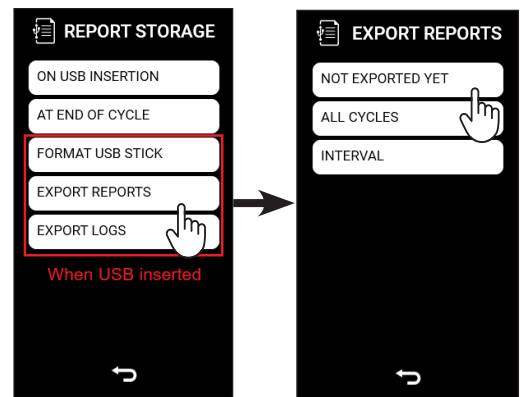 REPORT STORAGE
ON USB INSERTION
AT END OF CYCLE
FORMAT USB STICK
EXPORT REPORTS
EXPORT LOGS
When USB inserted
EXPORT REPORTS
NOT EXPORTED YET
ALL CYCLES
INTERVAL